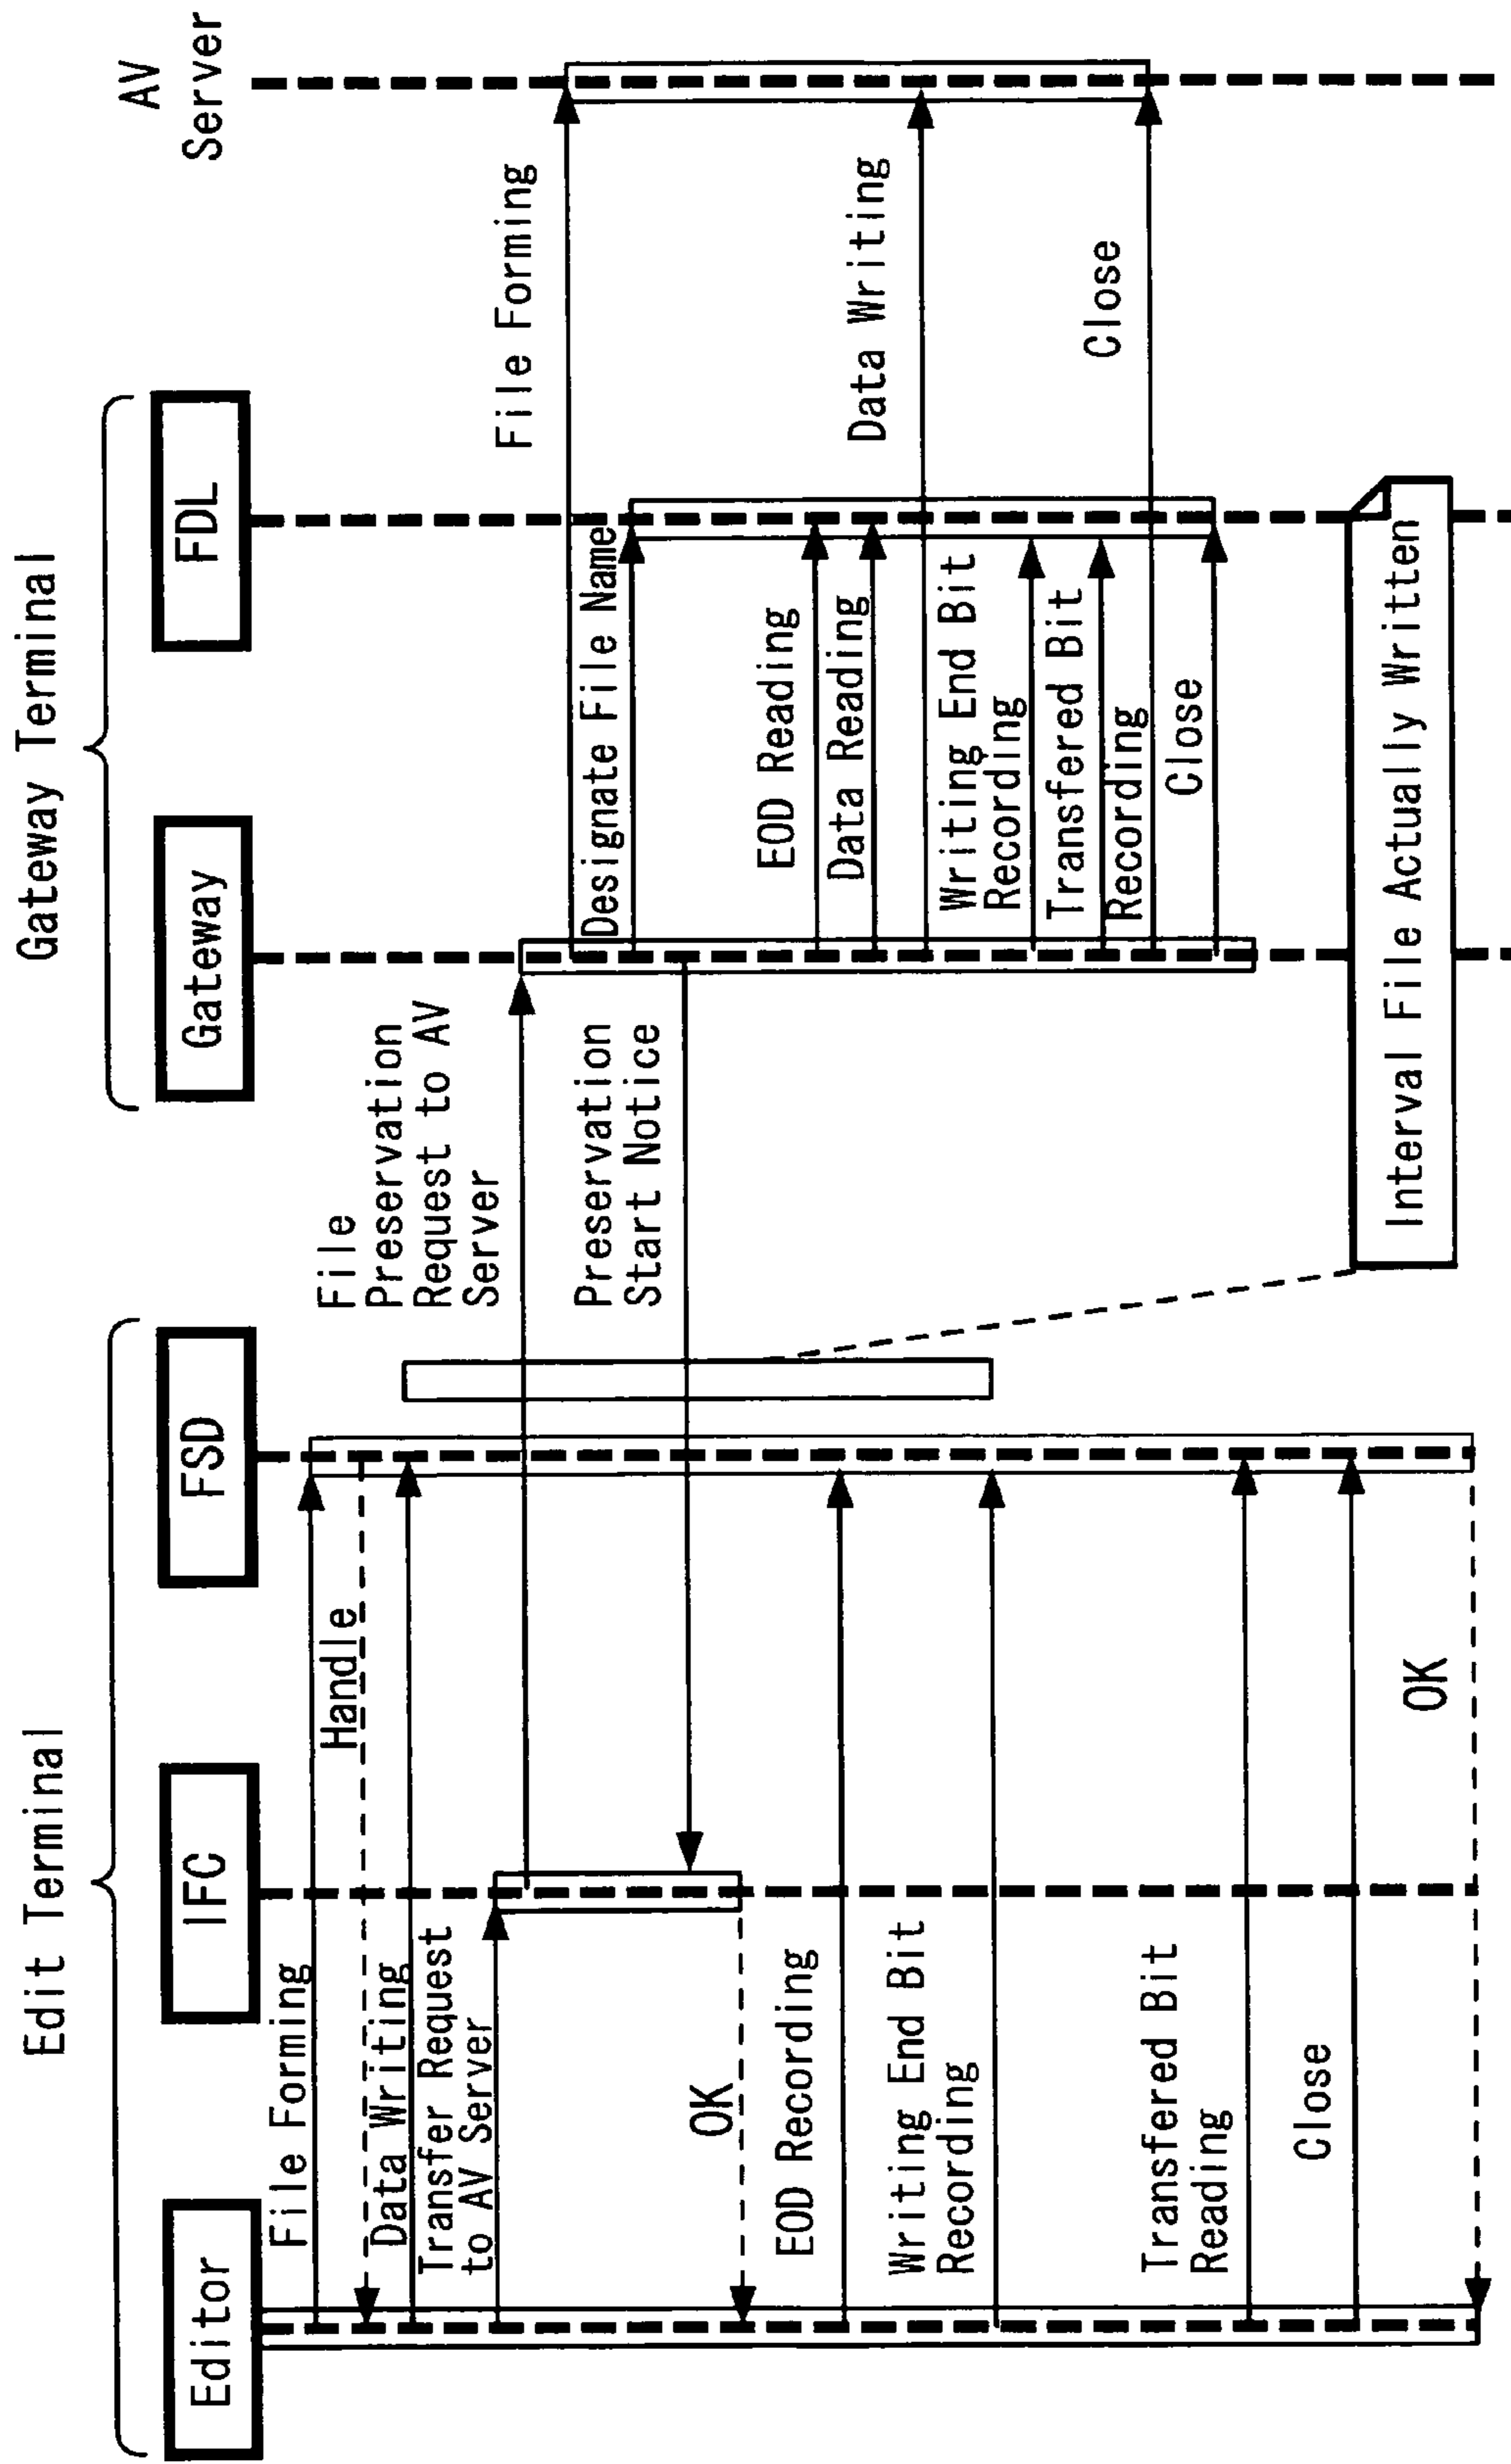 Edit Terminal
Gateway Terminal
Editor
IFC
FSD
Gateway
FDL
AV
Server
File Forming
Handle
Data Writing
Transfer Request
to AV Server
File
Preservation
Request to AV
Server
File Forming
Designate File Name
Preservation
Start Notice
OK
EOD Reading
EOD Recording
Data Reading
Data Writing
Writing End Bit
Recording
Writing End Bit
Recording
Transfered Bit
Recording
Close
Close
Transfered Bit
Reading
Close
Interval File Actually Written
OK